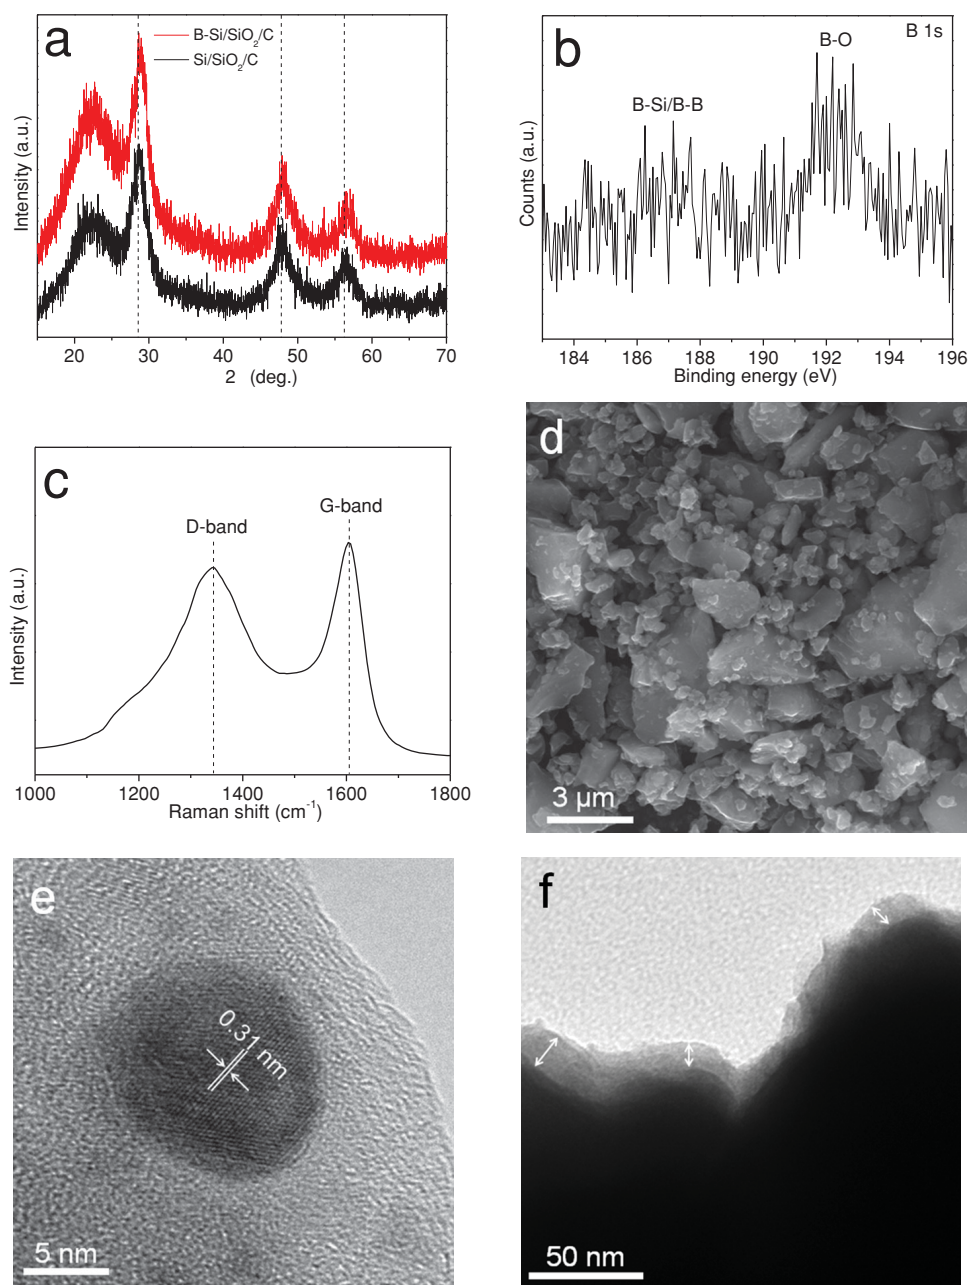 a
B-Si/SiO2/C
Si/SiO2/C
Intensity (a.u.)
20 30 40 50 60 70
2 (deg.)
b
B 1s
B-O
B-Si/B-B
Counts (a.u.)
184 186 188 190 192 194 196
Binding energy (eV)
c
D-band
G-band
Intensity (a.u.)
1000 1200 1400 1600 1800
Raman shift (cm-1)
d
3 µm
e
0.31 nm
5 nm
f
50 nm